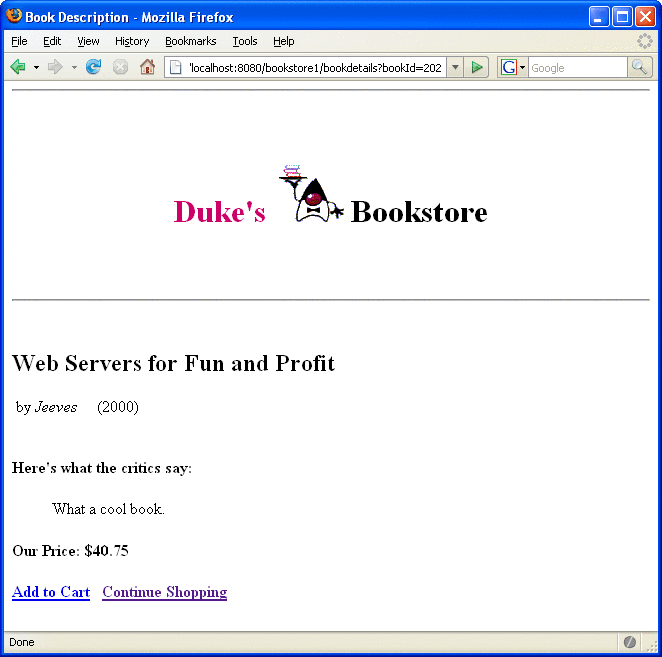 Book Description - Mozilla Firefox
File Edit View History Bookmarks Tools Help
'localhost:8080/bookstore1/bookdetails?bookId=202 G Google
Duke's Bookstore
Web Servers for Fun and Profit
by Jeeves (2000)
Here's what the critics say:
What a cool book.
Our Price: $40.75
Add to Cart Continue Shopping
Done